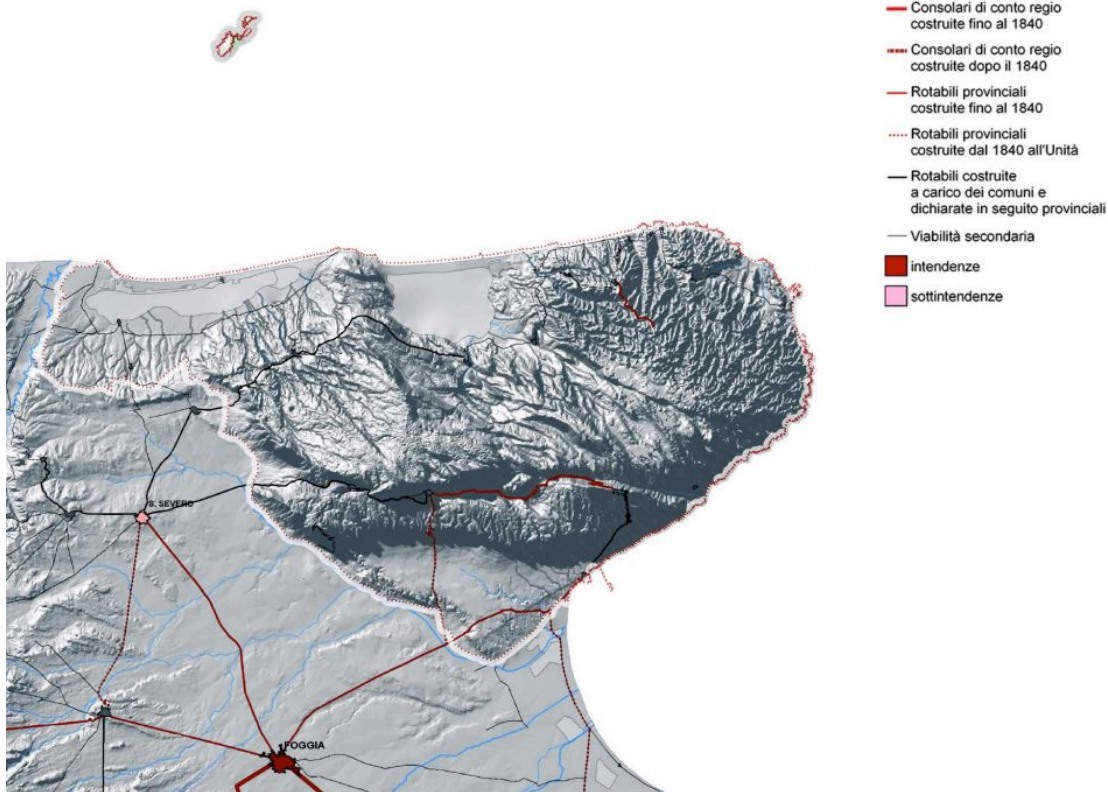 Consolari di conto regio
costruite fino al 1840
Consolari di conto regio
costruite dopo il 1840
Rotabili provinciali
costruite fino al 1840
Rotabili provinciali
costruite dal 1840 all'Unità
Rotabili costruite
a carico dei comuni e
dichiarate in seguito provinciali
Viabilità secondaria
intendenze
sottintendenze
S. SEVERO
FOGGIA